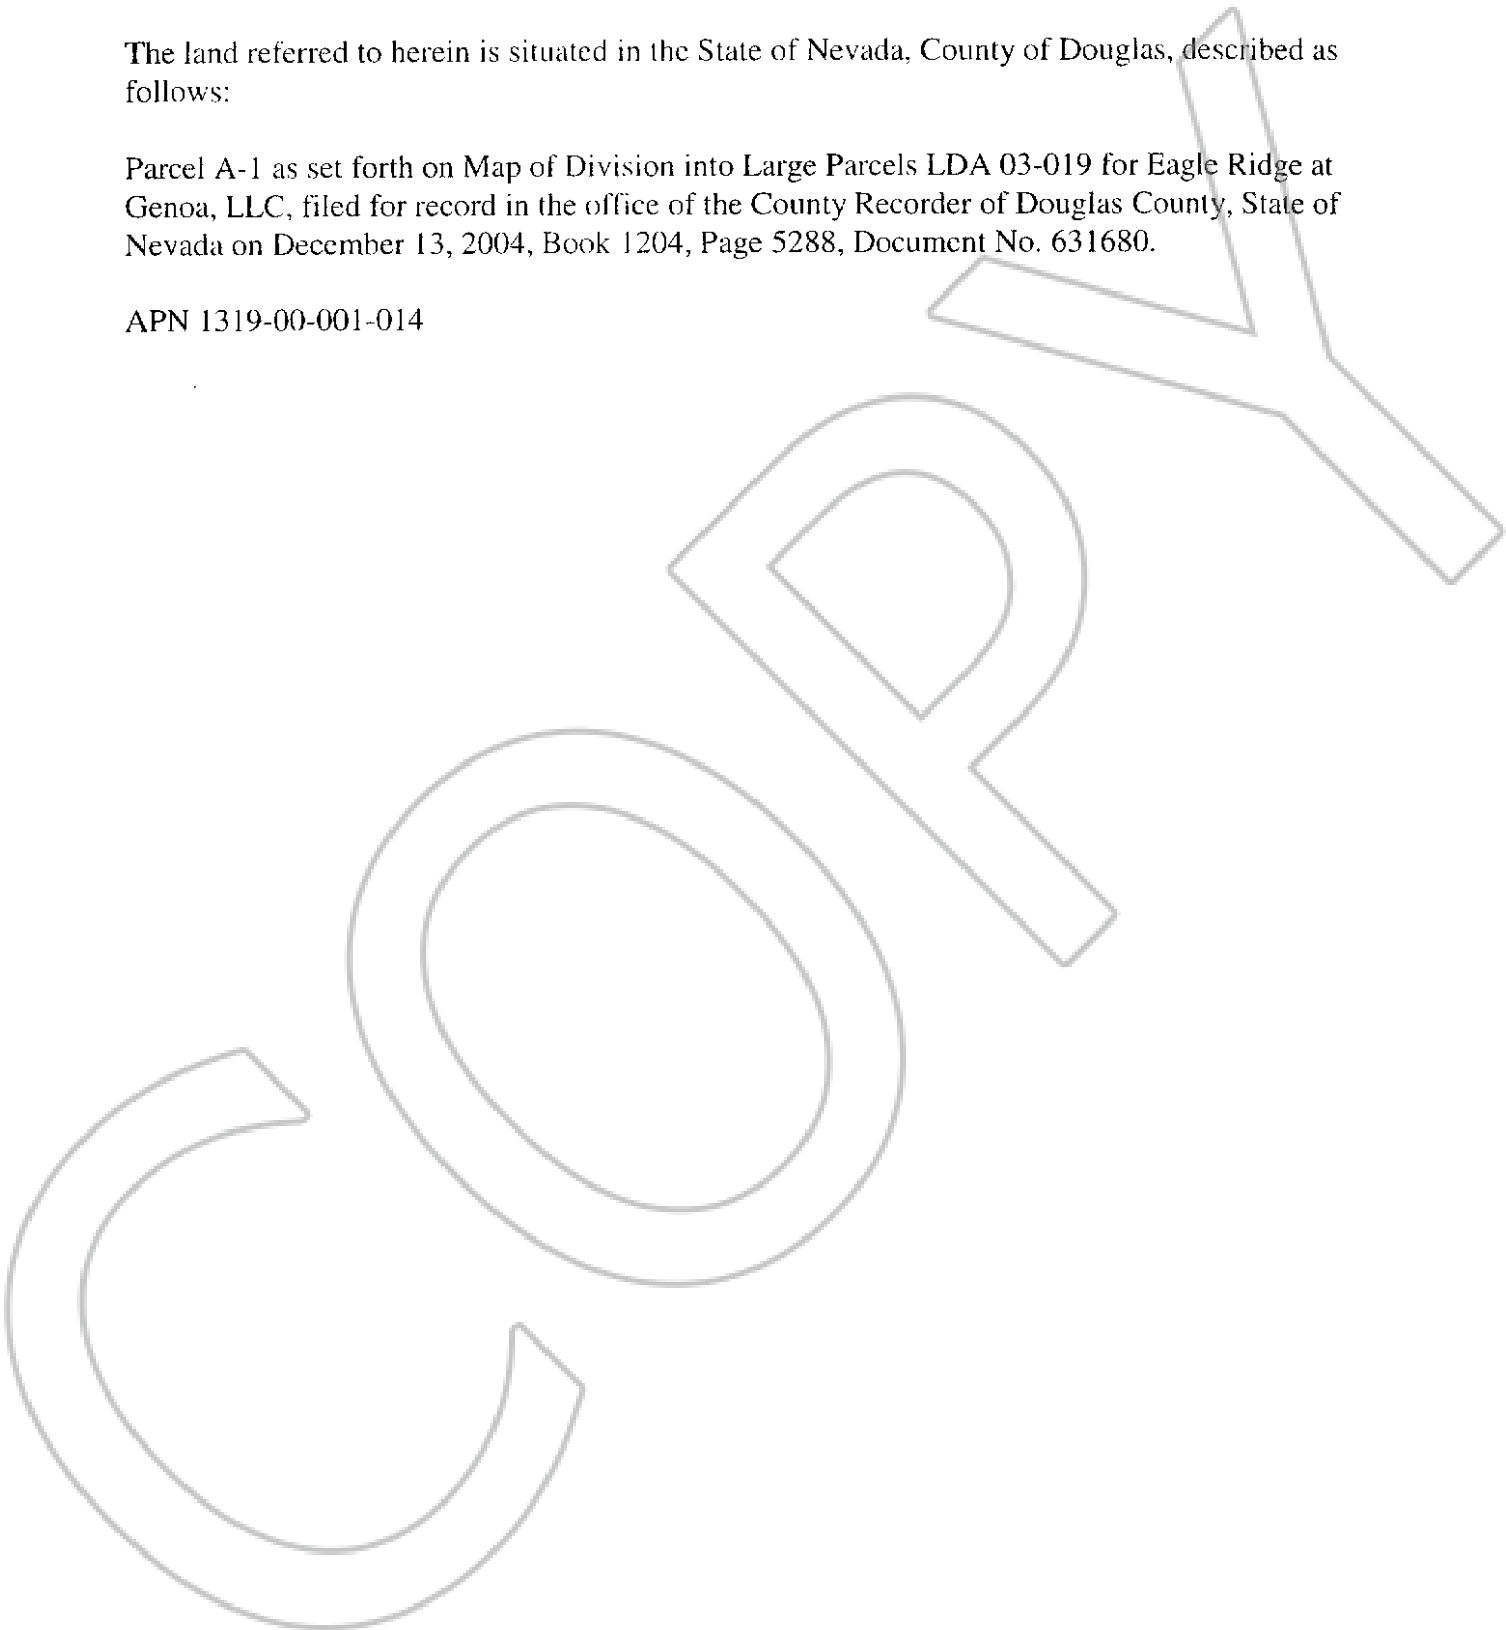 The land referred to herein is situated in the State of Nevada, County of Douglas, described as
follows:
Parcel A-1 as set forth on Map of Division into Large Parcels LDA 03-019 for Eagle Ridge at
Genoa, LLC, filed for record in the office of the County Recorder of Douglas County, State of
Nevada on December 13, 2004, Book 1204, Page 5288, Document No. 631680.
APN 1319-00-001-014
COPY